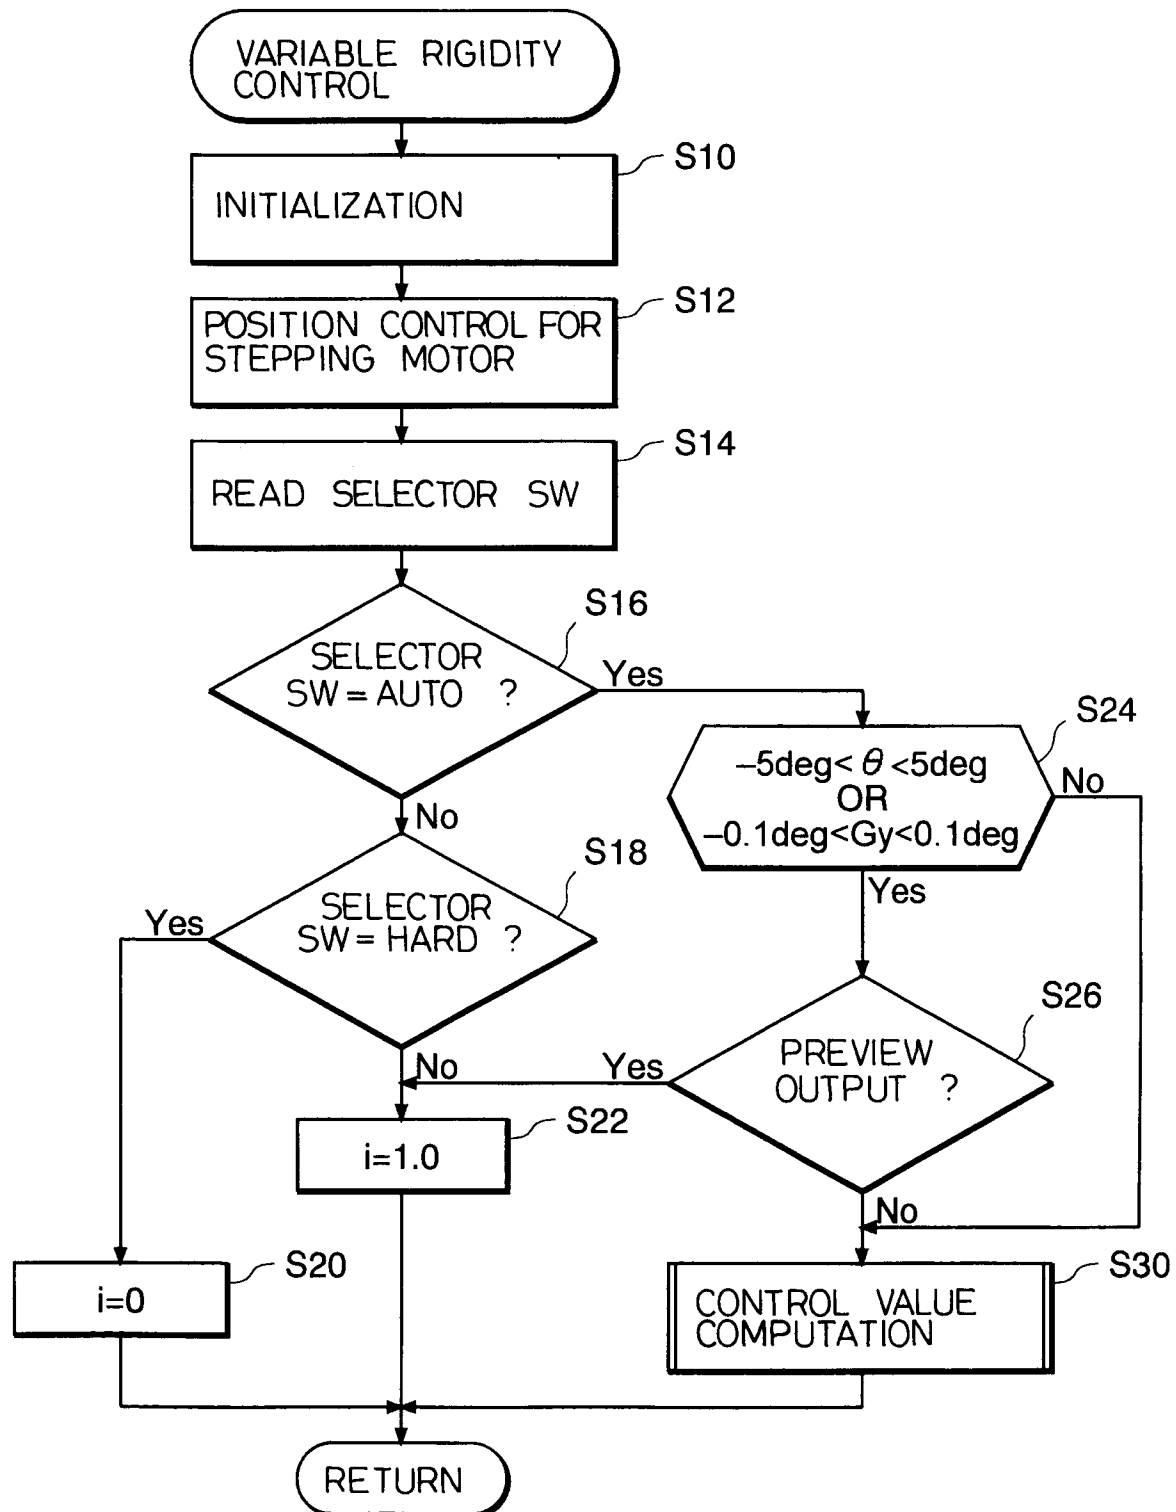 VARIABLE RIGIDITY
CONTROL
S10
INITIALIZATION
S12
POSITION CONTROL FOR
STEPPING MOTOR
S14
READ SELECTOR SW
S16
SELECTOR
SW = AUTO ?
Yes
No
S24
–5deg< θ <5deg
OR
–0.1deg<Gy<0.1deg
No
Yes
S18
SELECTOR
SW = HARD ?
Yes
No
S26
PREVIEW
OUTPUT ?
Yes
No
S22
i=1.0
S20
i=0
S30
CONTROL VALUE
COMPUTATION
RETURN